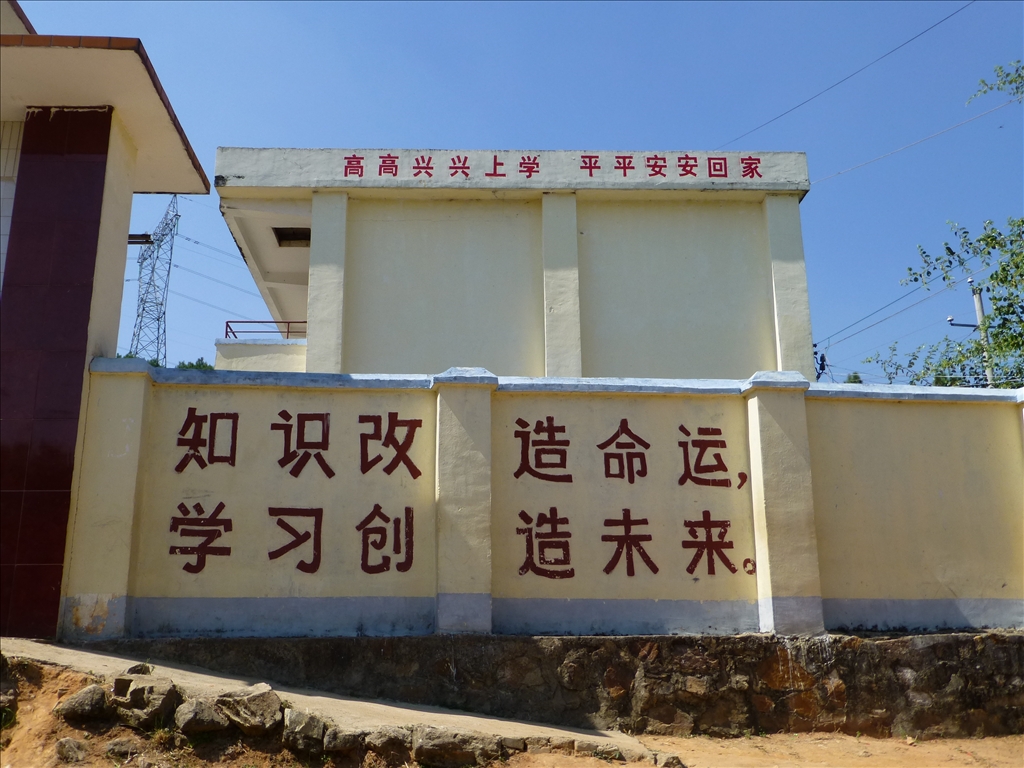 高高兴兴上学 平平安安回家
知识改造命运,
学习创造未来。